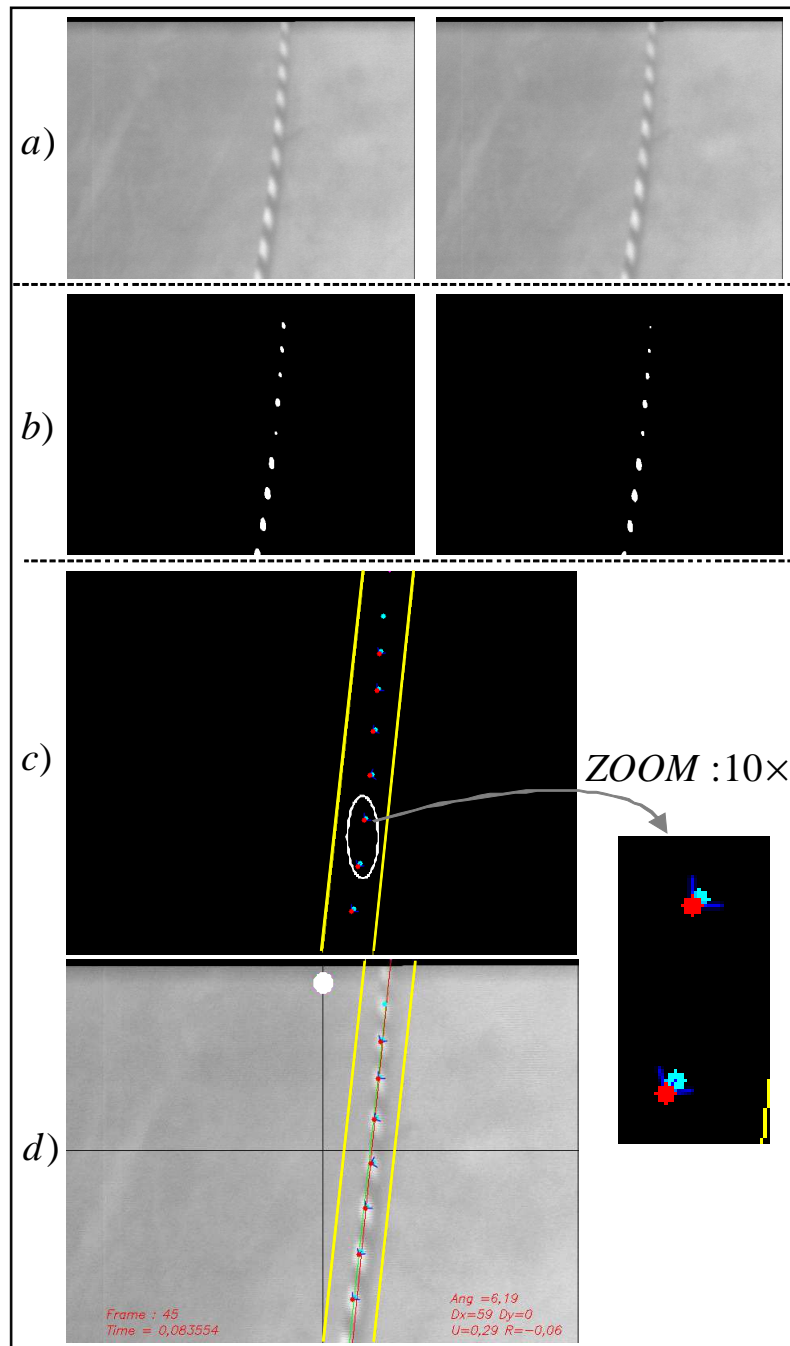 a)
b)
c)
ZOOM :10×
d)
Frame : 45
Time = 0,083554
Ang =6,19
Dx=59 Dy=0
U=0,29 R=−0,06